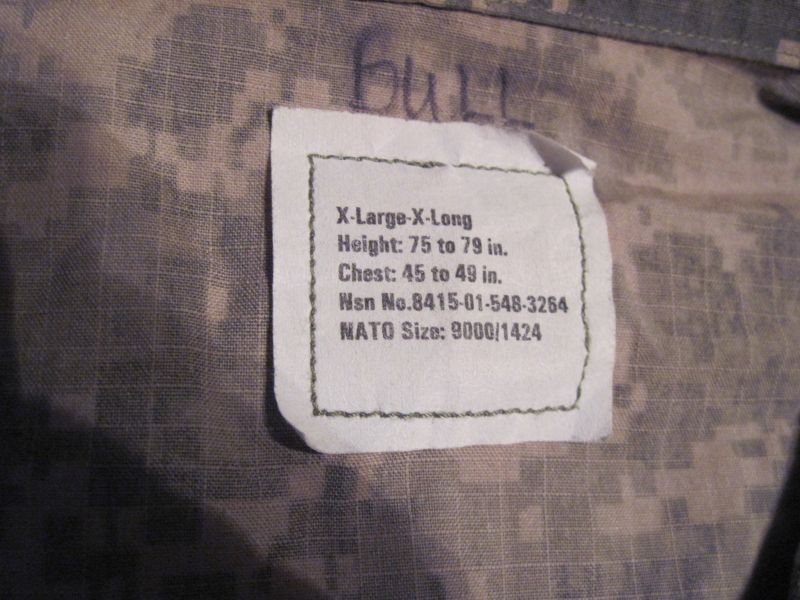 GULL
X-Large-X-Long
Height: 75 to 79 in.
Chest: 45 to 49 in.
Nsn No.8415-01-548-3264
NATO Size: 9000/1424